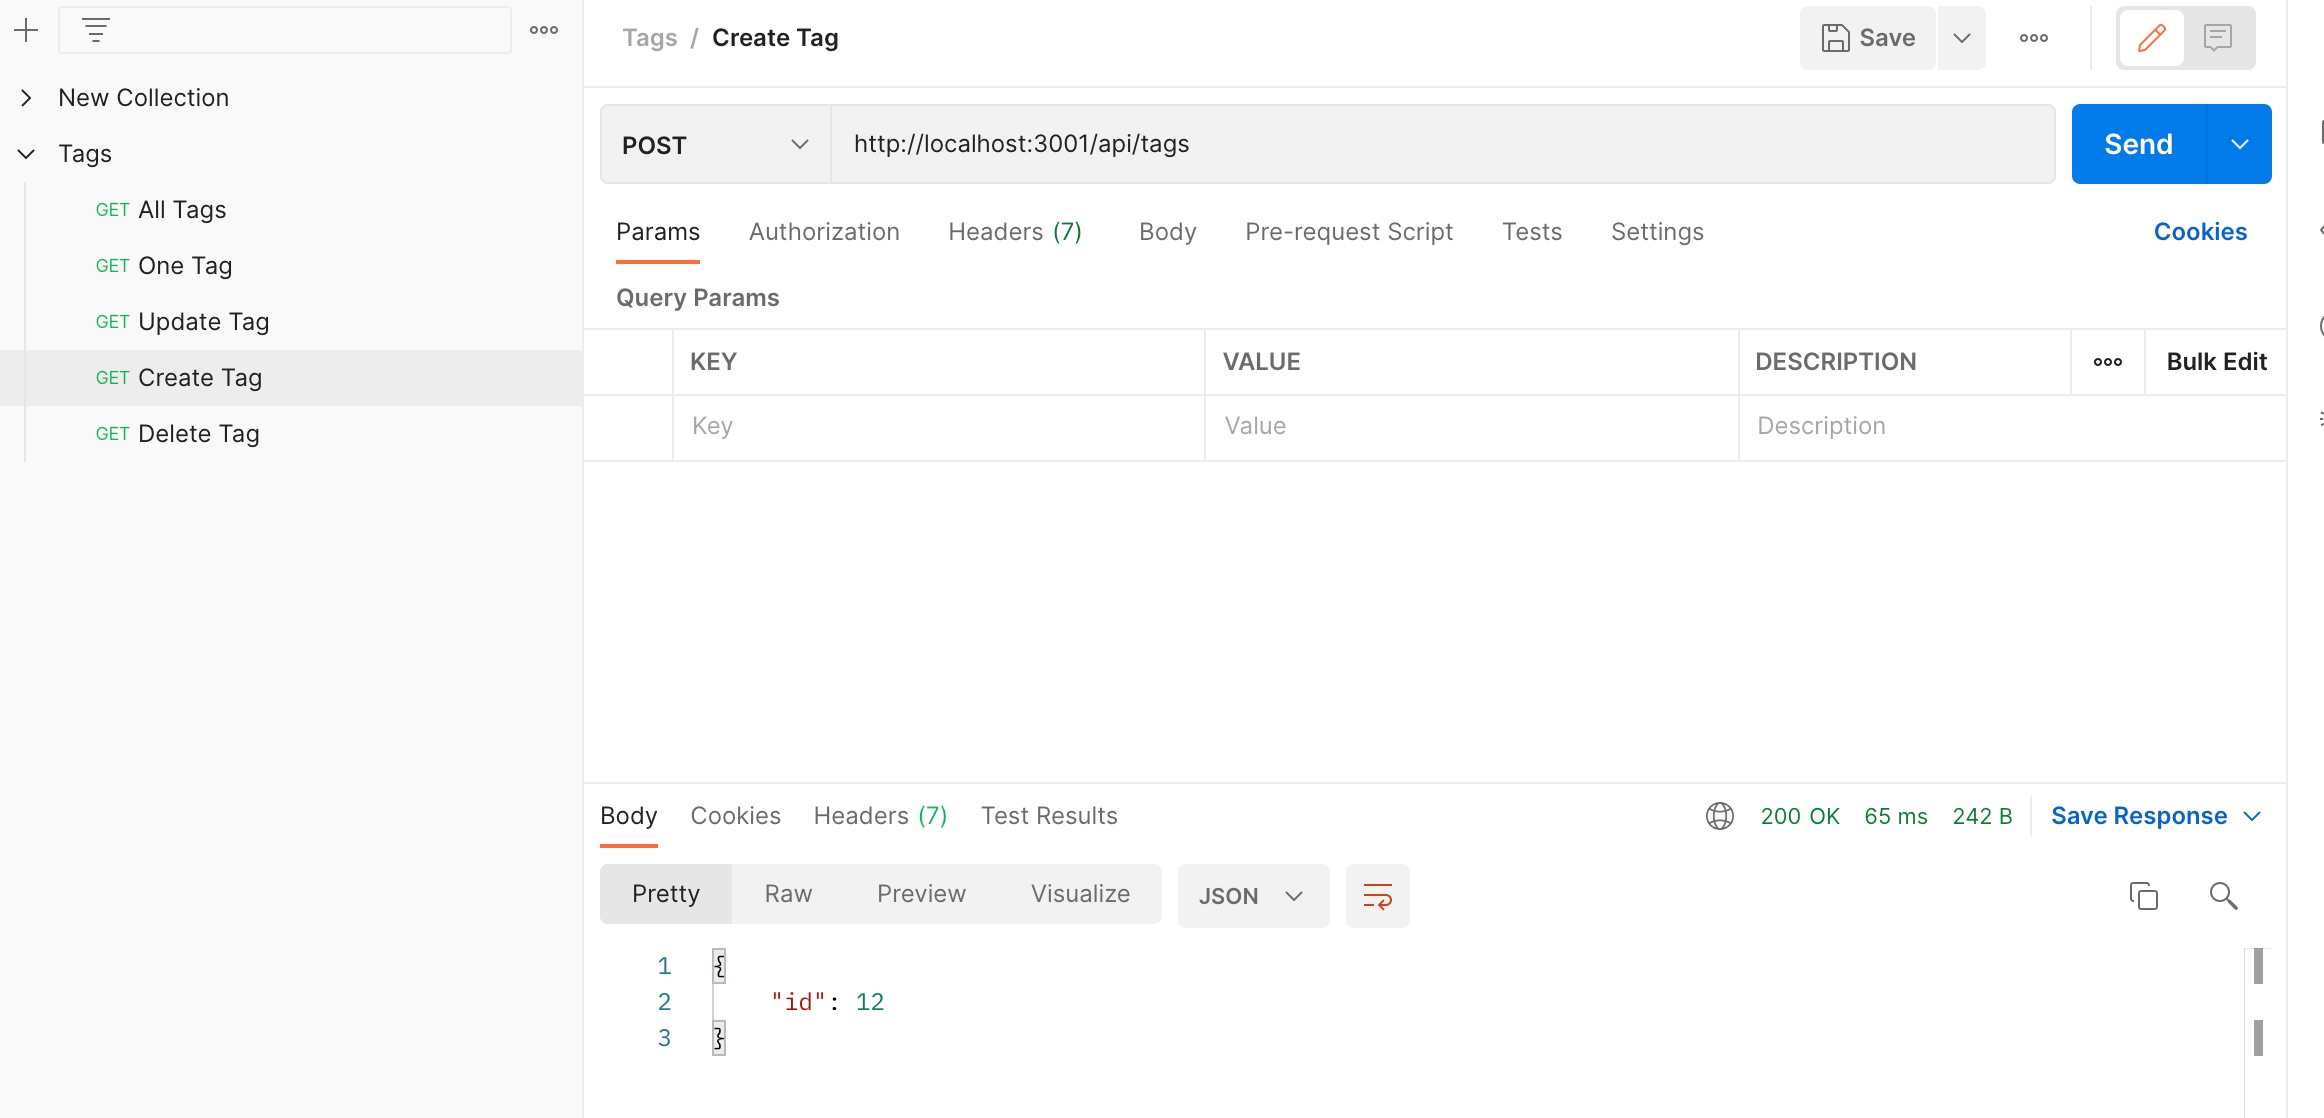 New Collection
Tags
GET All Tags
GET One Tag
GET Update Tag
GET Create Tag
GET Delete Tag
Tags / Create Tag
Save
POST http://localhost:3001/api/tags Send
Params Authorization Headers (7) Body Pre-request Script Tests Settings Cookies
Query Params
KEY VALUE DESCRIPTION Bulk Edit
Key Value Description
Body Cookies Headers (7) Test Results 200 OK 65 ms 242 B Save Response
Pretty Raw Preview Visualize JSON
1 {
2 "id": 12
3 }